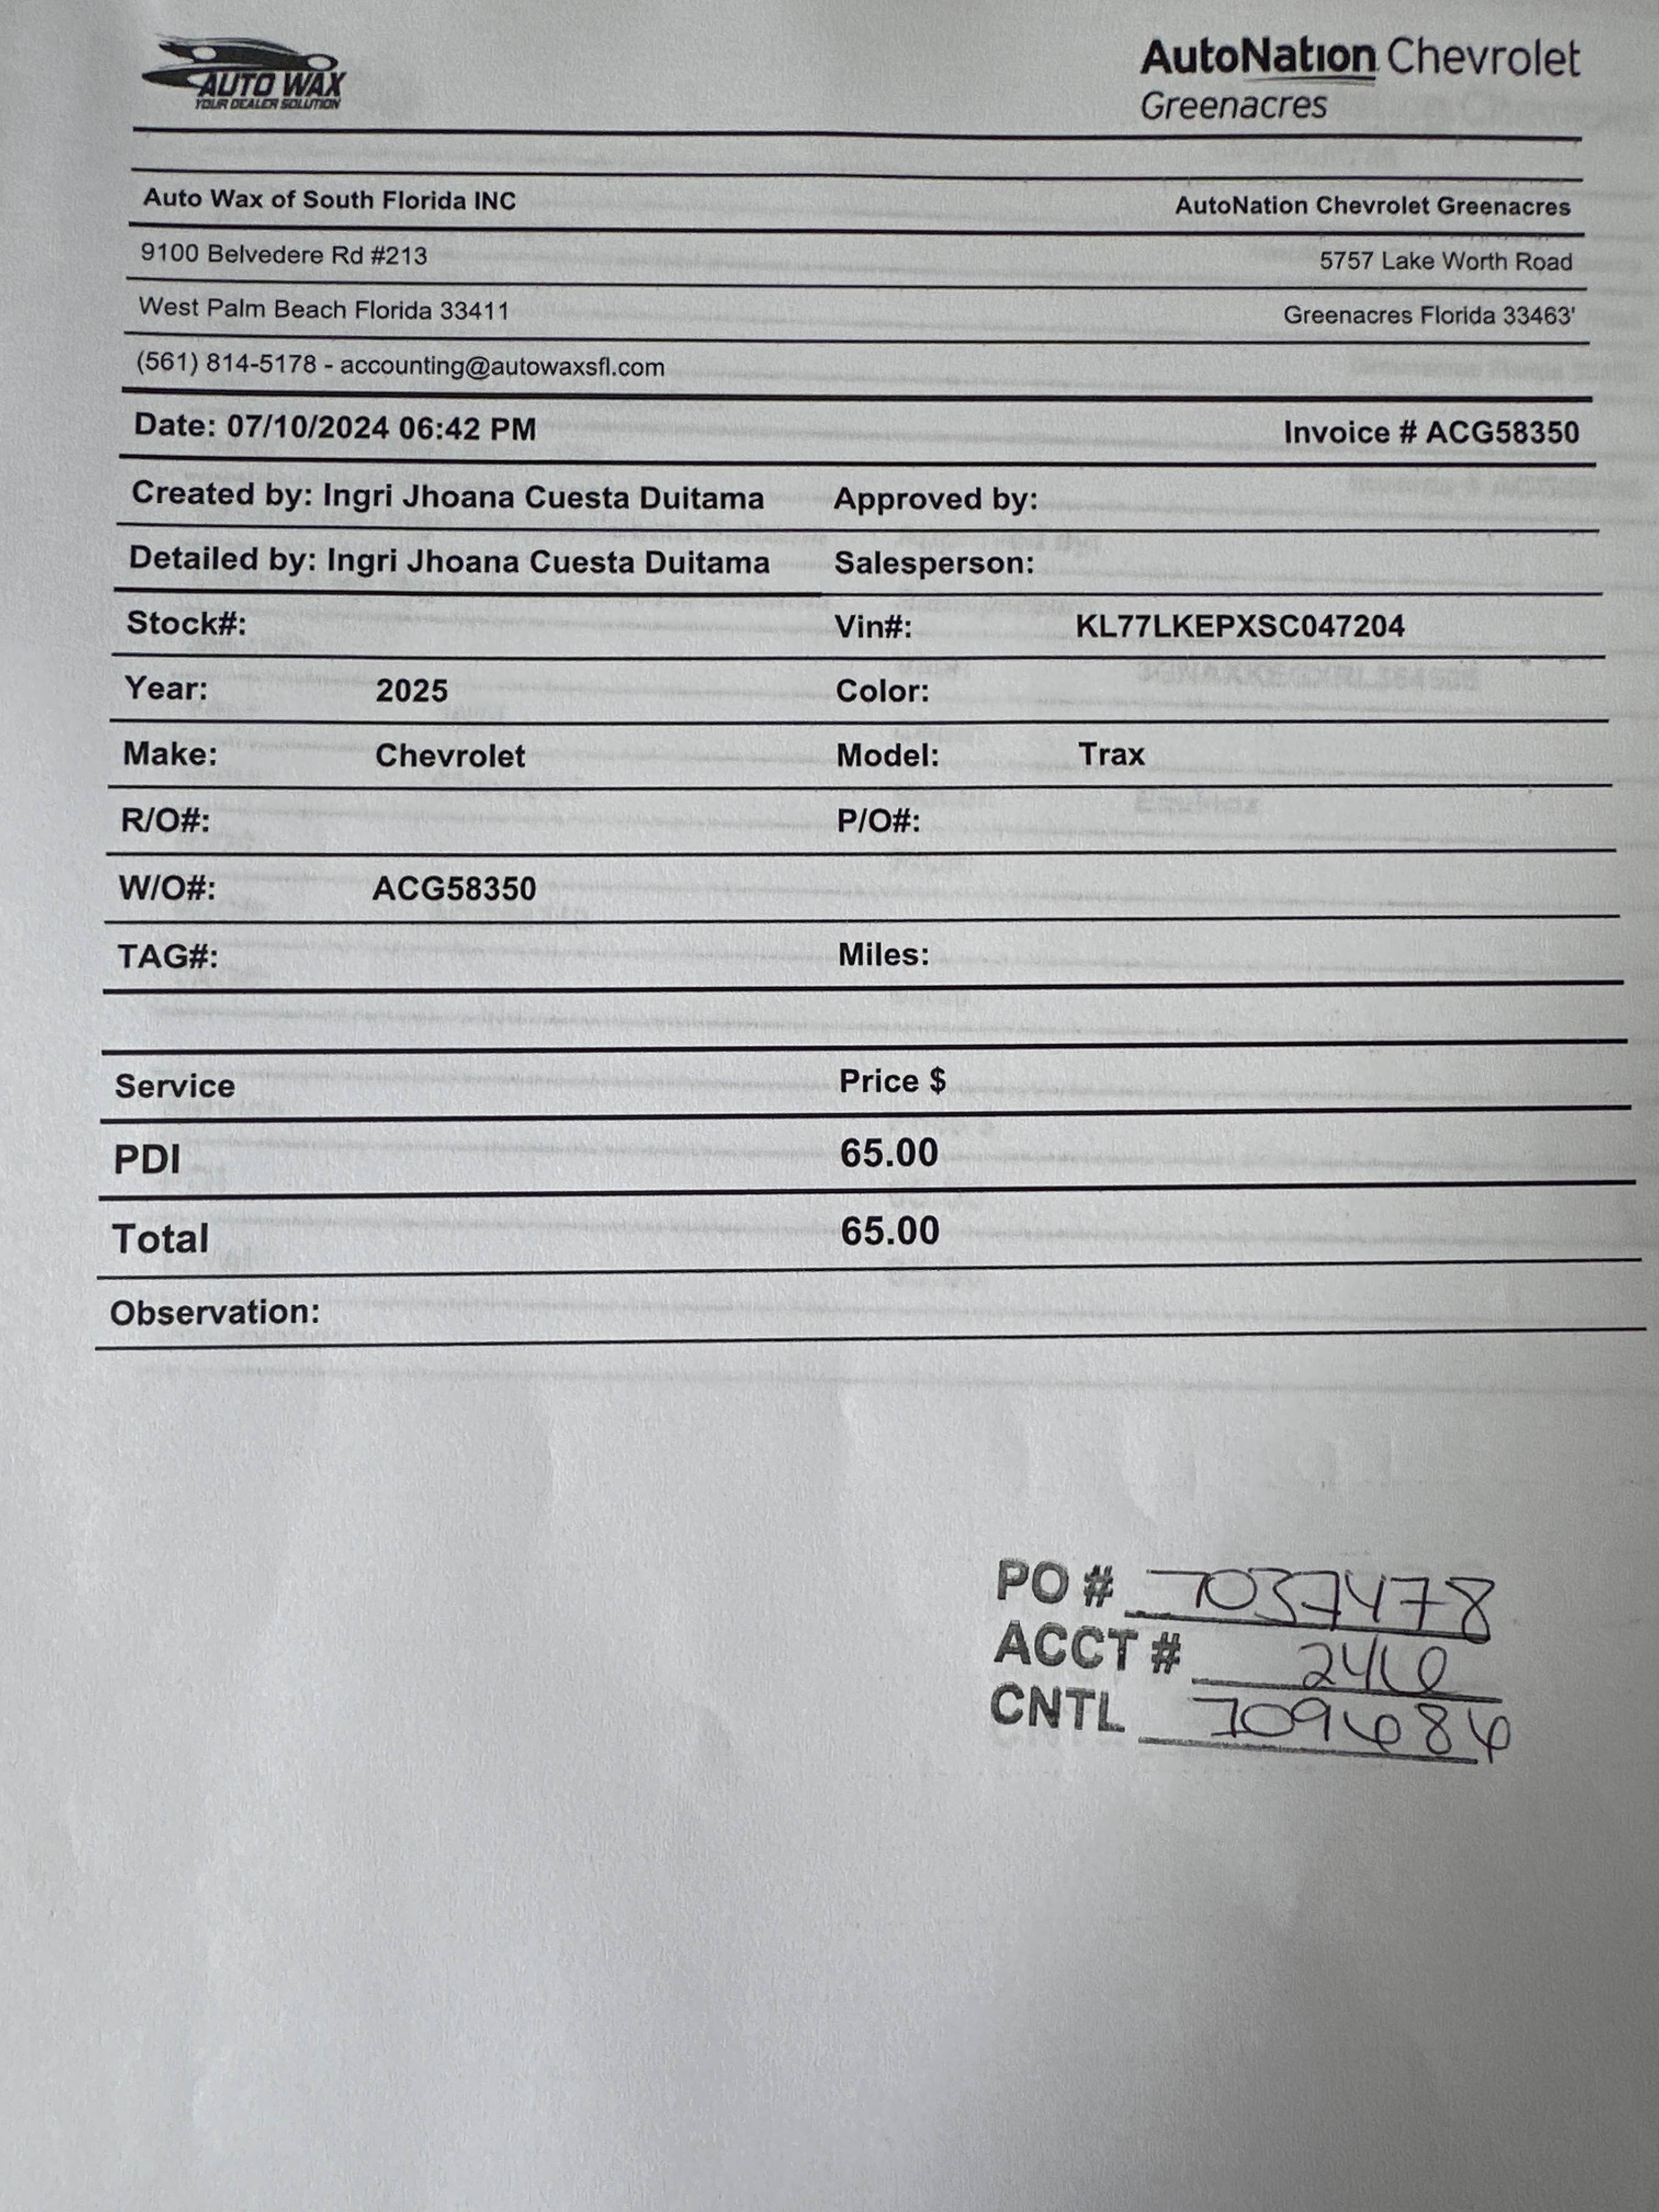 AUTO WAX
YOUR DEALER SOLUTION
AutoNation Chevrolet
Greenacres
Auto Wax of South Florida INC AutoNation Chevrolet Greenacres
9100 Belvedere Rd #213 5757 Lake Worth Road
West Palm Beach Florida 33411 Greenacres Florida 33463'
(561) 814-5178 - accounting@autowaxsfl.com
Date: 07/10/2024 06:42 PM Invoice # ACG58350
Created by: Ingri Jhoana Cuesta Duitama Approved by:
Detailed by: Ingri Jhoana Cuesta Duitama Salesperson:
Stock#: Vin#: KL77LKEPXSC047204
Year: 2025 Color:
Make: Chevrolet Model: Trax
R/O#: P/O#:
W/O#: ACG58350
TAG#: Miles:
Service Price $
PDI 65.00
Total 65.00
Observation:
PO # 7037478
ACCT # 246
CNTL 709686